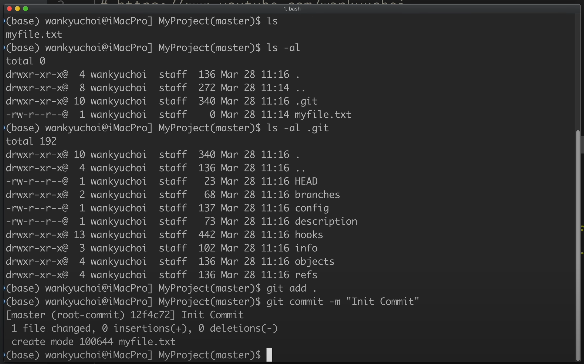 1. bash
(base) wankyuchoi@iMacPro] MyProject(master)$ ls
myfile.txt
(base) wankyuchoi@iMacPro] MyProject(master)$ ls -al
total 0
drwxr-xr-x@  4 wankyuchoi  staff  136 Mar 28 11:16 .
drwxr-xr-x@  8 wankyuchoi  staff  272 Mar 28 11:14 ..
drwxr-xr-x@ 10 wankyuchoi  staff  340 Mar 28 11:16 .git
-rw-r--r--@  1 wankyuchoi  staff    0 Mar 28 11:14 myfile.txt
(base) wankyuchoi@iMacPro] MyProject(master)$ ls -al .git
total 192
drwxr-xr-x@ 10 wankyuchoi  staff  340 Mar 28 11:16 .
drwxr-xr-x@  4 wankyuchoi  staff  136 Mar 28 11:16 ..
-rw-r--r--@  1 wankyuchoi  staff   23 Mar 28 11:16 HEAD
drwxr-xr-x@  2 wankyuchoi  staff   68 Mar 28 11:16 branches
-rw-r--r--@  1 wankyuchoi  staff  137 Mar 28 11:16 config
-rw-r--r--@  1 wankyuchoi  staff   73 Mar 28 11:16 description
drwxr-xr-x@ 13 wankyuchoi  staff  442 Mar 28 11:16 hooks
drwxr-xr-x@  3 wankyuchoi  staff  102 Mar 28 11:16 info
drwxr-xr-x@  4 wankyuchoi  staff  136 Mar 28 11:16 objects
drwxr-xr-x@  4 wankyuchoi  staff  136 Mar 28 11:16 refs
(base) wankyuchoi@iMacPro] MyProject(master)$ git add .
(base) wankyuchoi@iMacPro] MyProject(master)$ git commit -m "Init Commit"
[master (root-commit) 12f4c72] Init Commit
 1 file changed, 0 insertions(+), 0 deletions(-)
 create mode 100644 myfile.txt
(base) wankyuchoi@iMacPro] MyProject(master)$